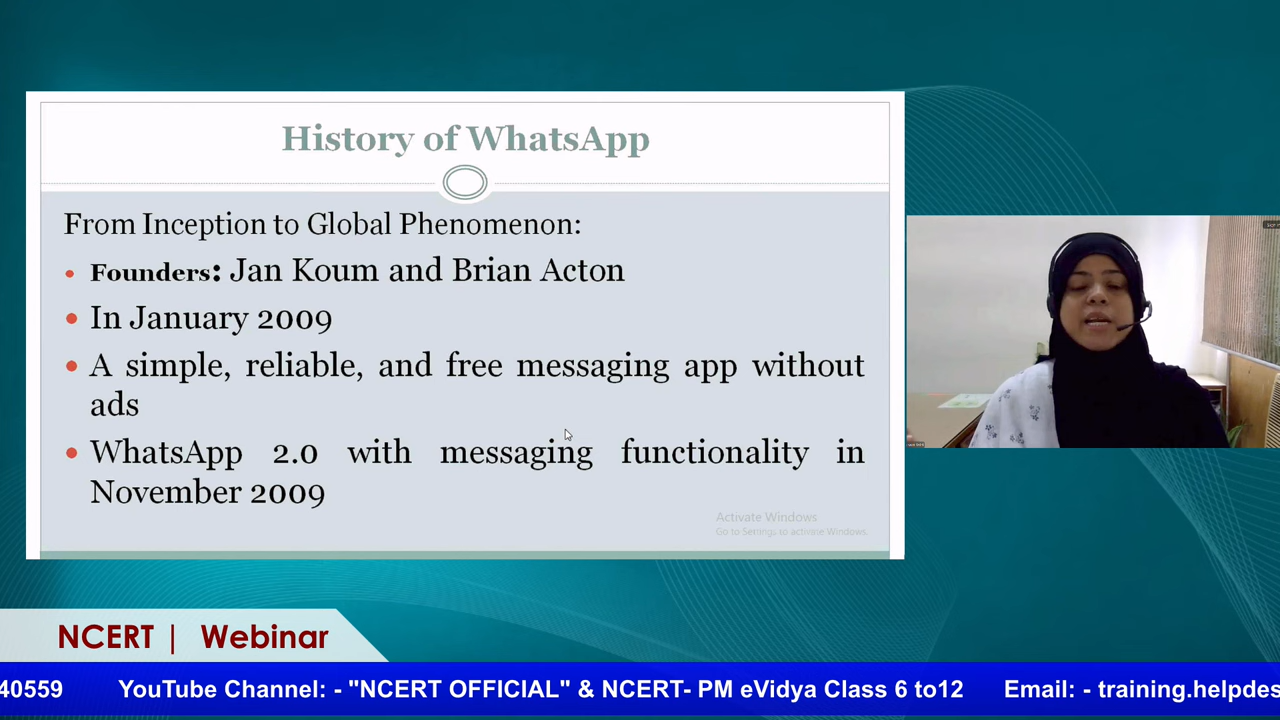 History of WhatsApp
From Inception to Global Phenomenon:
• Founders: Jan Koum and Brian Acton
• In January 2009
• A simple, reliable, and free messaging app without
ads
• WhatsApp 2.0 with messaging functionality in
November 2009
Activate Windows
Go to Settings to activate Windows.
NCERT | Webinar
40559 YouTube Channel: - "NCERT OFFICIAL" & NCERT- PM eVidya Class 6 to12 Email: - training.helpdes